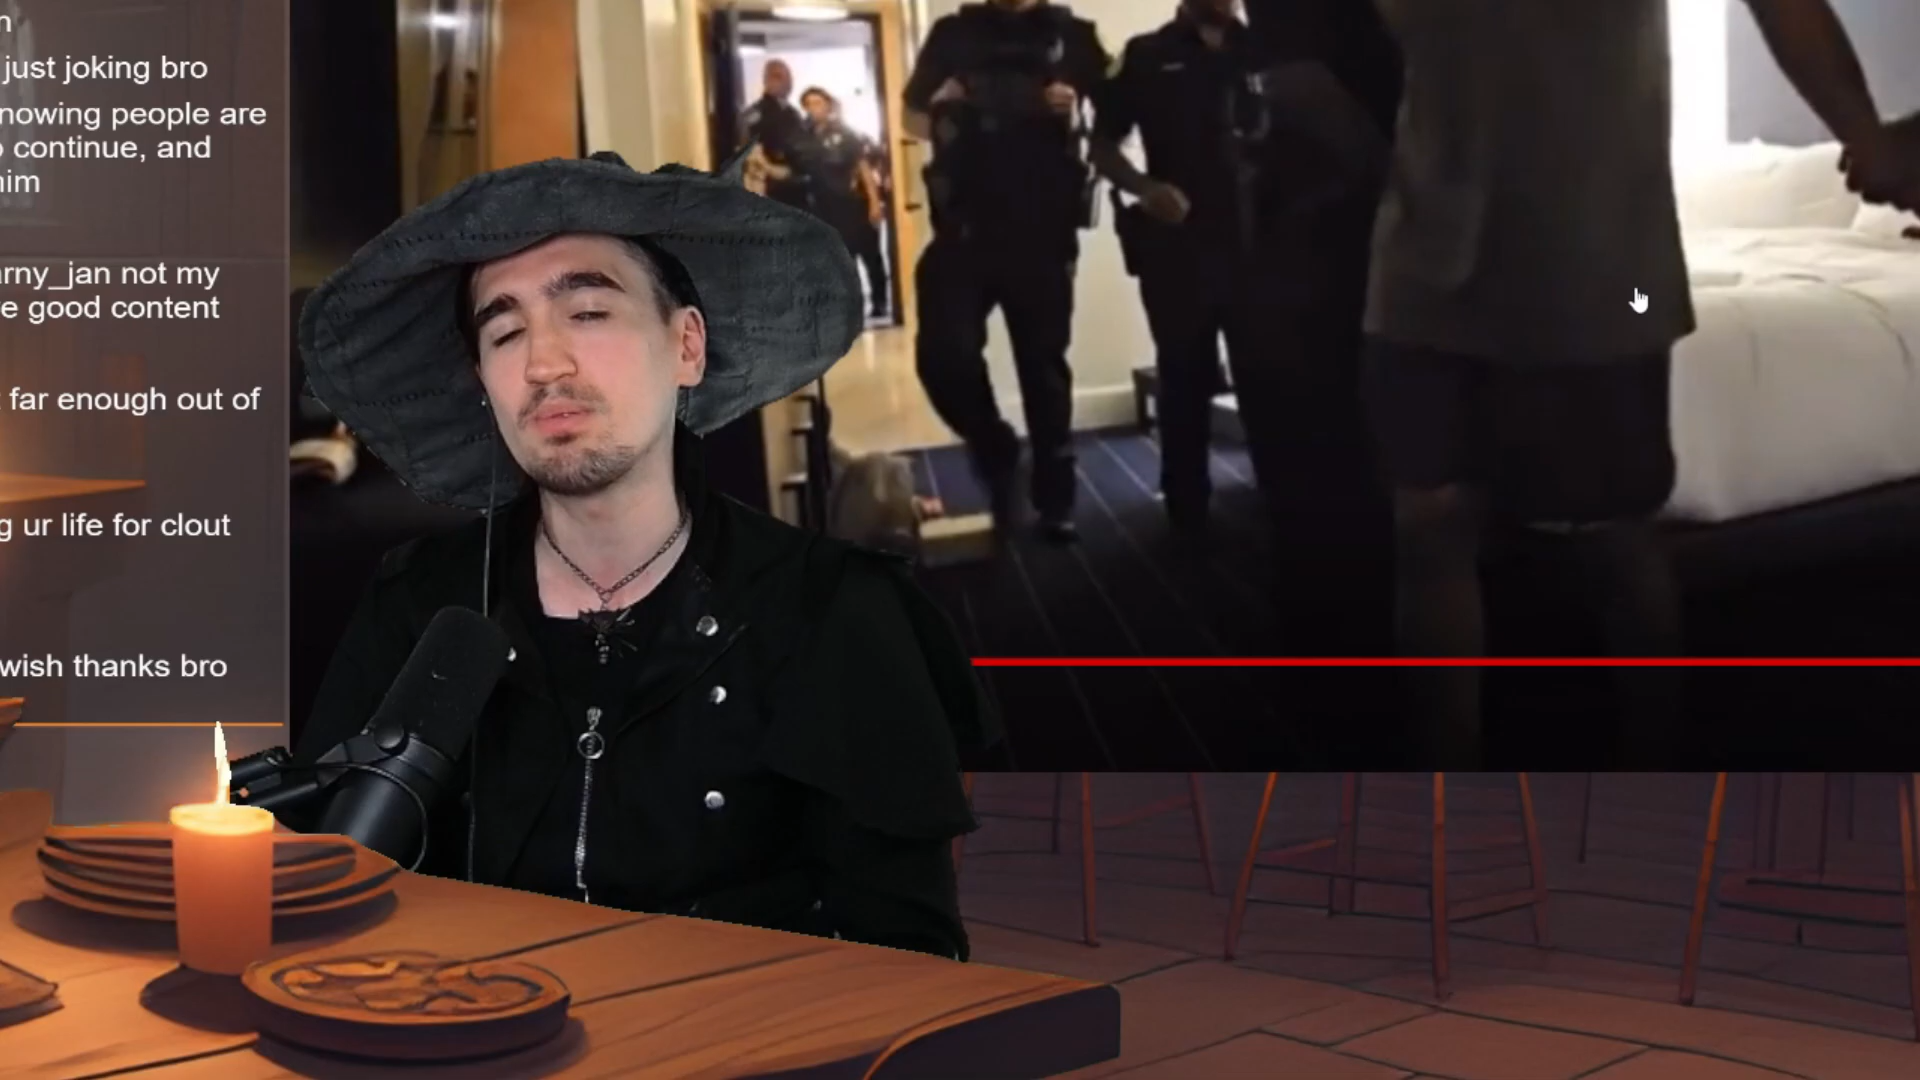 just joking bro
nowing people are
continue, and
him
arny_jan not my
e good content
far enough out of
g ur life for clout
wish thanks bro